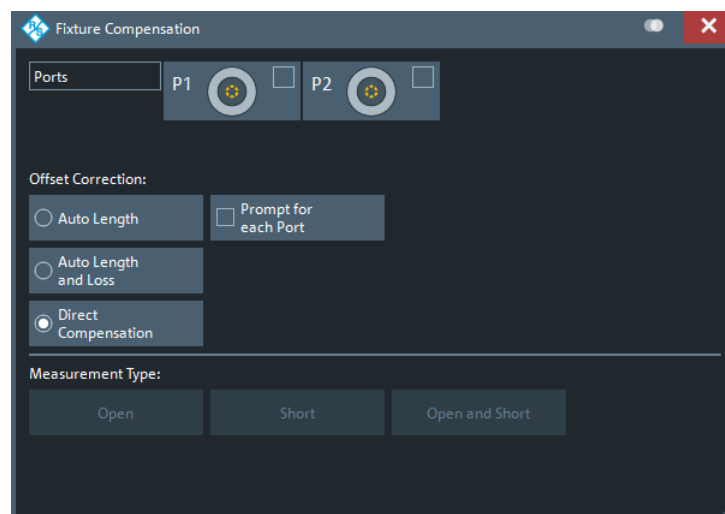 Fixture Compensation
Ports
P1
P2
Offset Correction:
Auto Length
Prompt for
each Port
Auto Length
and Loss
Direct
Compensation
Measurement Type:
Open
Short
Open and Short